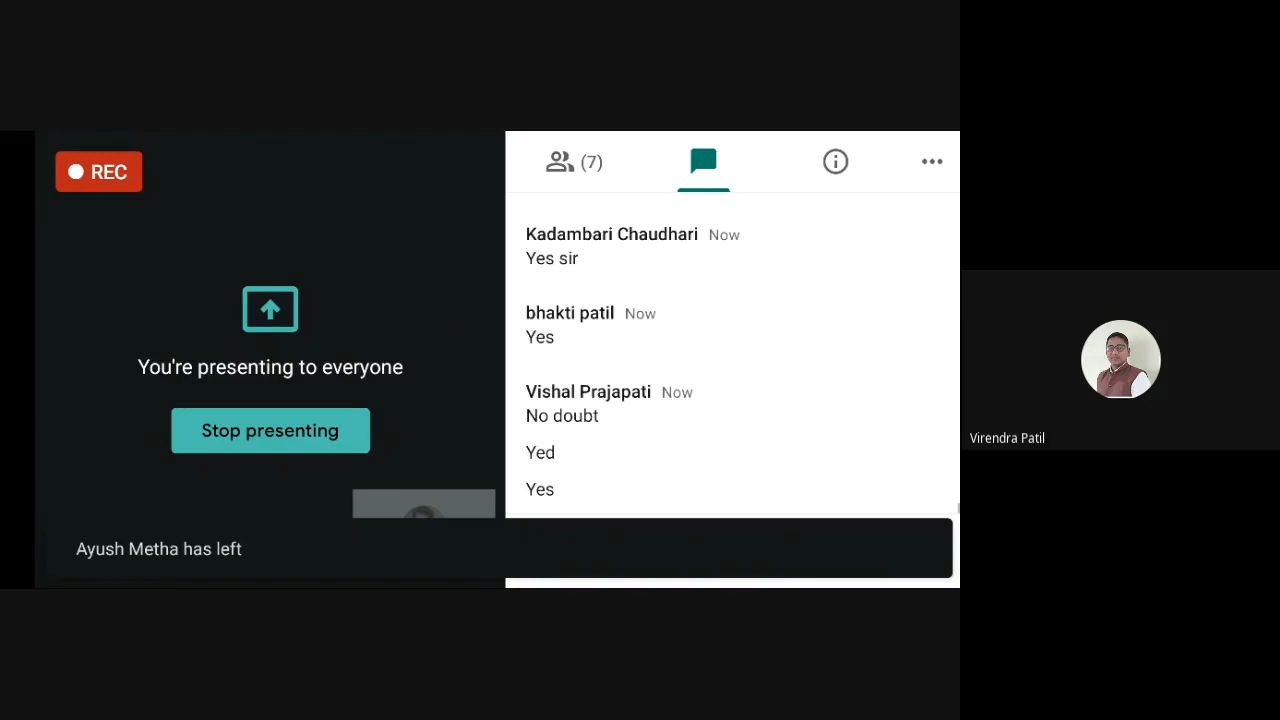 REC
You're presenting to everyone
Stop presenting
Ayush Metha has left
(7)
Kadambari Chaudhari Now
Yes sir
bhakti patil Now
Yes
Vishal Prajapati Now
No doubt
Yed
Yes
Virendra Patil